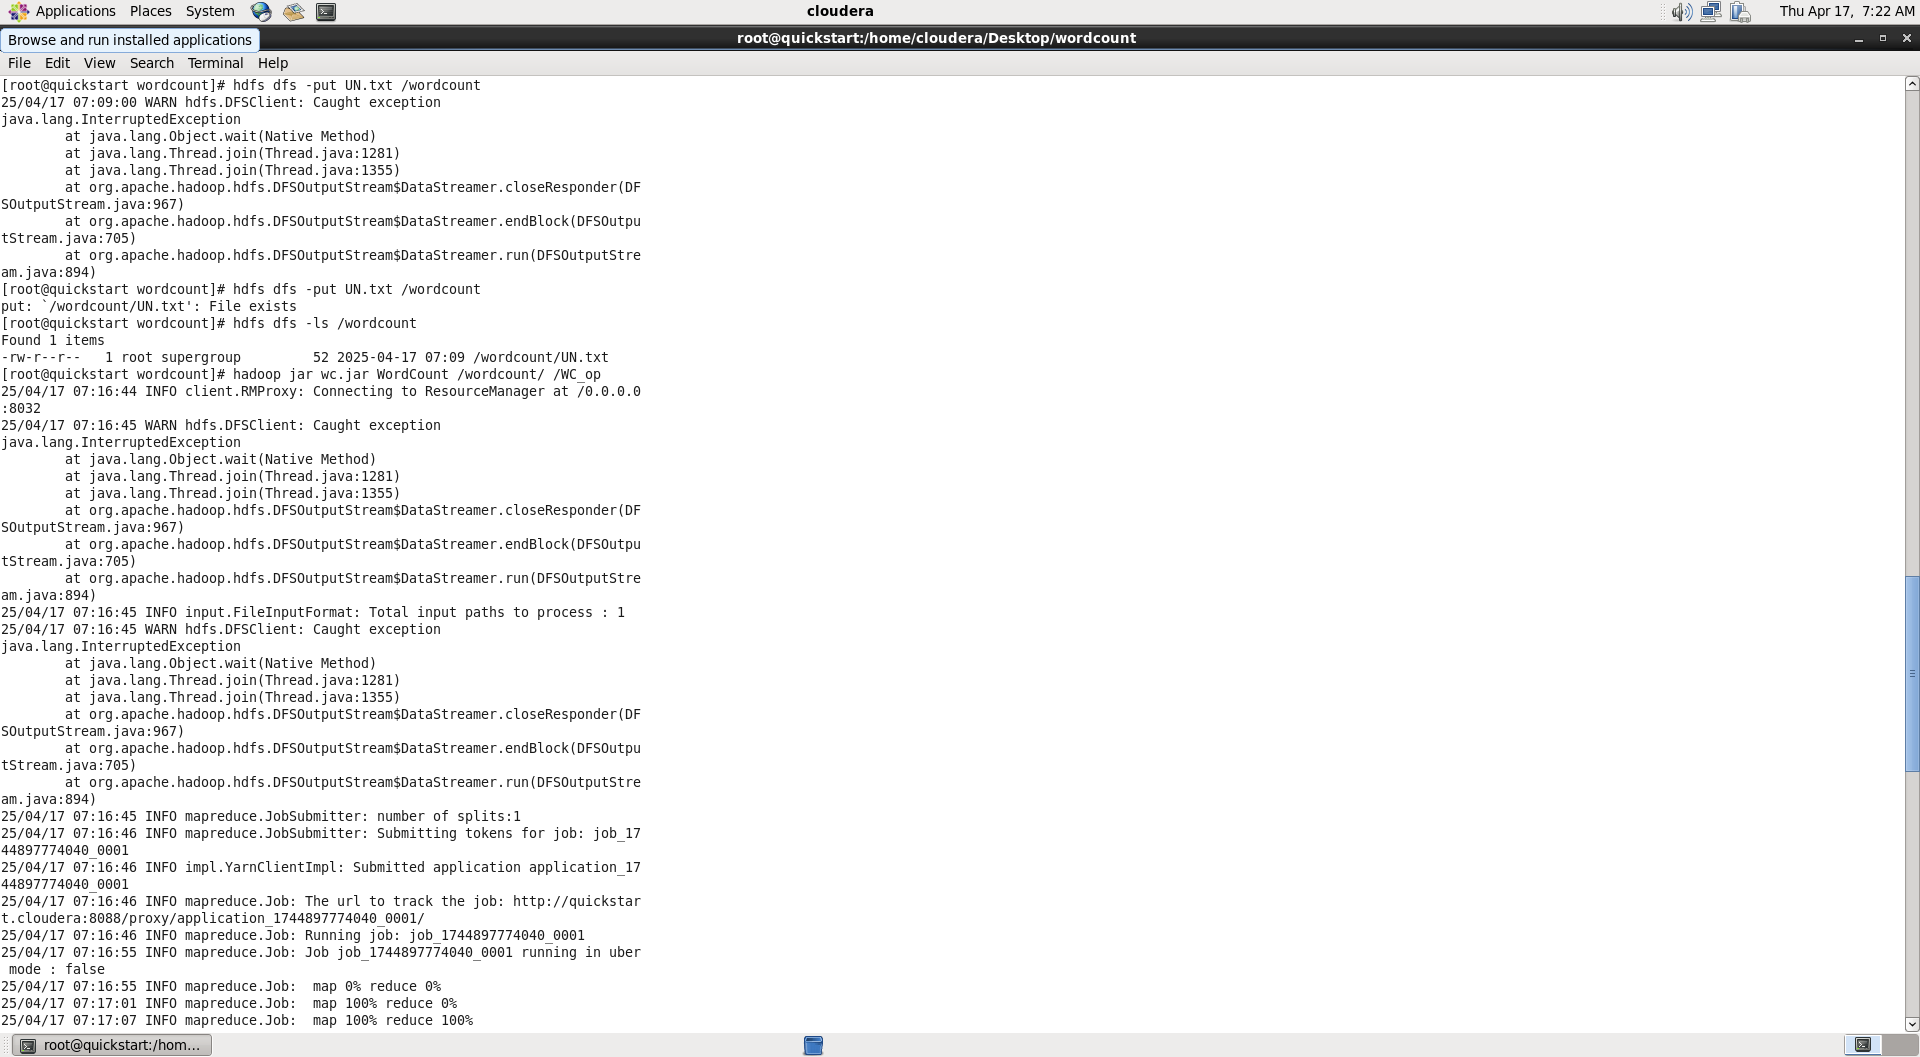 Applications Places System
cloudera
Thu Apr 17, 7:22 AM
Browse and run installed applications
root@quickstart:/home/cloudera/Desktop/wordcount
File Edit View Search Terminal Help
[root@quickstart wordcount]# hdfs dfs -put UN.txt /wordcount
25/04/17 07:09:00 WARN hdfs.DFSClient: Caught exception
java.lang.InterruptedException
        at java.lang.Object.wait(Native Method)
        at java.lang.Thread.join(Thread.java:1281)
        at java.lang.Thread.join(Thread.java:1355)
        at org.apache.hadoop.hdfs.DFSOutputStream$DataStreamer.closeResponder(DF
SOutputStream.java:967)
        at org.apache.hadoop.hdfs.DFSOutputStream$DataStreamer.endBlock(DFSOutpu
tStream.java:705)
        at org.apache.hadoop.hdfs.DFSOutputStream$DataStreamer.run(DFSOutputStre
am.java:894)
[root@quickstart wordcount]# hdfs dfs -put UN.txt /wordcount
put: `/wordcount/UN.txt': File exists
[root@quickstart wordcount]# hdfs dfs -ls /wordcount
Found 1 items
-rw-r--r--   1 root supergroup         52 2025-04-17 07:09 /wordcount/UN.txt
[root@quickstart wordcount]# hadoop jar wc.jar WordCount /wordcount/ /WC_op
25/04/17 07:16:44 INFO client.RMProxy: Connecting to ResourceManager at /0.0.0.0
:8032
25/04/17 07:16:45 WARN hdfs.DFSClient: Caught exception
java.lang.InterruptedException
        at java.lang.Object.wait(Native Method)
        at java.lang.Thread.join(Thread.java:1281)
        at java.lang.Thread.join(Thread.java:1355)
        at org.apache.hadoop.hdfs.DFSOutputStream$DataStreamer.closeResponder(DF
SOutputStream.java:967)
        at org.apache.hadoop.hdfs.DFSOutputStream$DataStreamer.endBlock(DFSOutpu
tStream.java:705)
        at org.apache.hadoop.hdfs.DFSOutputStream$DataStreamer.run(DFSOutputStre
am.java:894)
25/04/17 07:16:45 INFO input.FileInputFormat: Total input paths to process : 1
25/04/17 07:16:45 WARN hdfs.DFSClient: Caught exception
java.lang.InterruptedException
        at java.lang.Object.wait(Native Method)
        at java.lang.Thread.join(Thread.java:1281)
        at java.lang.Thread.join(Thread.java:1355)
        at org.apache.hadoop.hdfs.DFSOutputStream$DataStreamer.closeResponder(DF
SOutputStream.java:967)
        at org.apache.hadoop.hdfs.DFSOutputStream$DataStreamer.endBlock(DFSOutpu
tStream.java:705)
        at org.apache.hadoop.hdfs.DFSOutputStream$DataStreamer.run(DFSOutputStre
am.java:894)
25/04/17 07:16:45 INFO mapreduce.JobSubmitter: number of splits:1
25/04/17 07:16:46 INFO mapreduce.JobSubmitter: Submitting tokens for job: job_17
44897774040_0001
25/04/17 07:16:46 INFO impl.YarnClientImpl: Submitted application application_17
44897774040_0001
25/04/17 07:16:46 INFO mapreduce.Job: The url to track the job: http://quickstar
t.cloudera:8088/proxy/application_1744897774040_0001/
25/04/17 07:16:46 INFO mapreduce.Job: Running job: job_1744897774040_0001
25/04/17 07:16:55 INFO mapreduce.Job: Job job_1744897774040_0001 running in uber
 mode : false
25/04/17 07:16:55 INFO mapreduce.Job:  map 0% reduce 0%
25/04/17 07:17:01 INFO mapreduce.Job:  map 100% reduce 0%
25/04/17 07:17:07 INFO mapreduce.Job:  map 100% reduce 100%
root@quickstart:/hom...